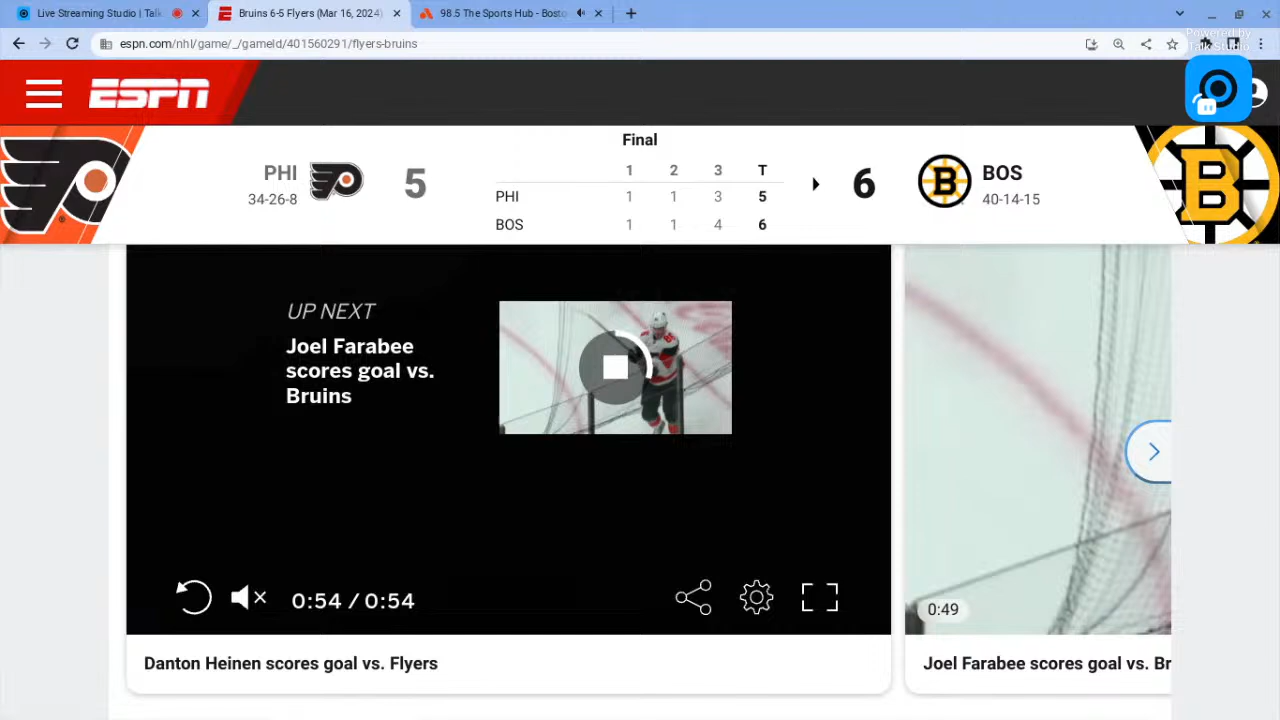 Live Streaming Studio | Talk
Bruins 6-5 Flyers (Mar 16, 2024)
98.5 The Sports Hub - Bosto
espn.com/nhl/game/_/gameId/401560291/flyers-bruins
Powered by
Talk Studio
ESPN
Final
PHI
34-26-8
5
1 2 3 T
PHI 1 1 3 5
BOS 1 1 4 6
6
BOS
40-14-15
B
B
UP NEXT
Joel Farabee
scores goal vs.
Bruins
0:54 / 0:54
0:49
Danton Heinen scores goal vs. Flyers
Joel Farabee scores goal vs. Br